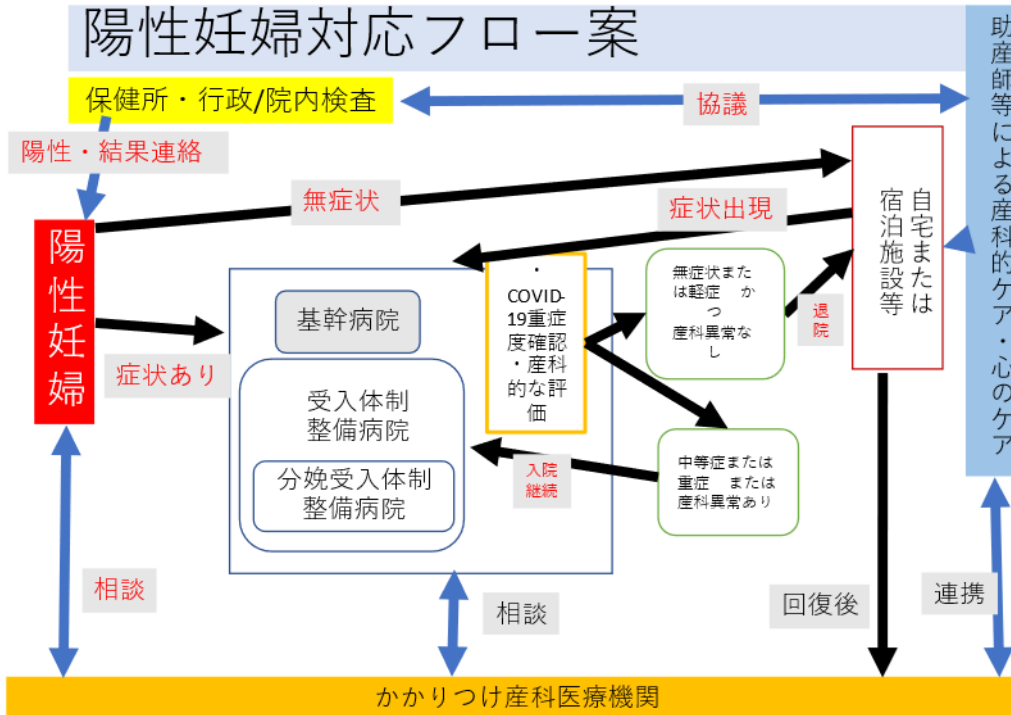 陽性妊婦対応フロー案
保健所・行政/院内検査
協議
助産師等による産科的ケア・心のケア
陽性・結果連絡
無症状
症状出現
自宅または
宿泊施設等
陽性妊婦
症状あり
基幹病院
受入体制
整備病院
分娩受入体制
整備病院
・
COVID-
19重症
度確認
・産科
的な評
価
無症状また
は軽症 か
つ
産科異常な
し
退
院
中等症または
重症 または
産科異常あり
入院
継続
相談
相談
回復後
連携
かかりつけ産科医療機関